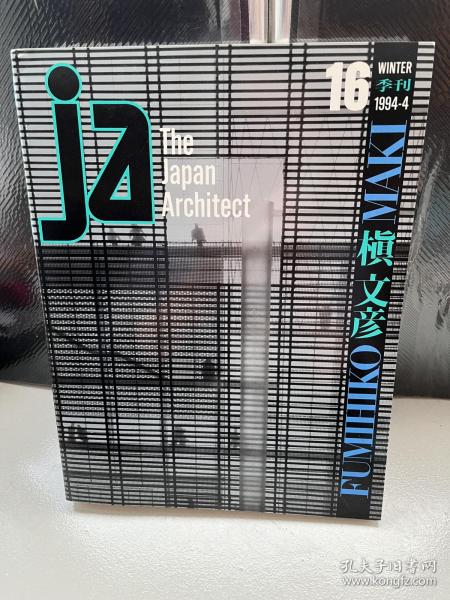 ja
The
Japan
Architect
16
WINTER
季刊
1994-4
FUMIHIKO 槇文彦 MAKI
孔夫子旧书网
www.kongfz.com